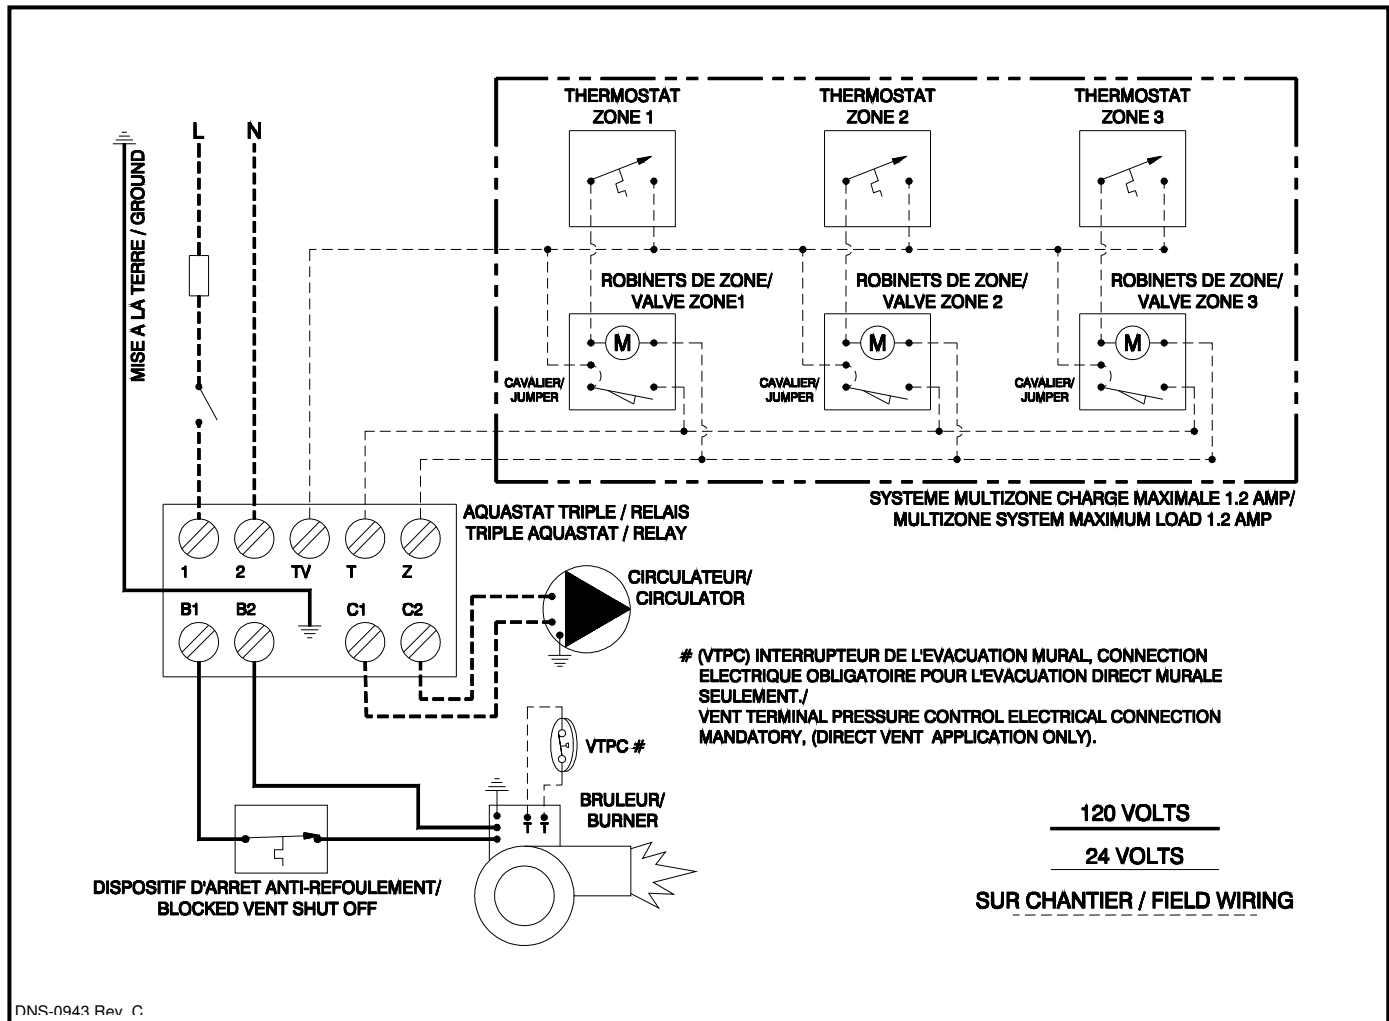 THERMOSTAT
ZONE 1
THERMOSTAT
ZONE 2
THERMOSTAT
ZONE 3
L
N
MISE A LA TERRE / GROUND
ROBINETS DE ZONE/
VALVE ZONE1
ROBINETS DE ZONE/
VALVE ZONE 2
ROBINETS DE ZONE/
VALVE ZONE 3
M
M
M
CAVALIER/
JUMPER
CAVALIER/
JUMPER
CAVALIER/
JUMPER
SYSTEME MULTIZONE CHARGE MAXIMALE 1.2 AMP/
MULTIZONE SYSTEM MAXIMUM LOAD 1.2 AMP
AQUASTAT TRIPLE / RELAIS
TRIPLE AQUASTAT / RELAY
1
2
TV
T
Z
B1
B2
C1
C2
CIRCULATEUR/
CIRCULATOR
# (VTPC) INTERRUPTEUR DE L'EVACUATION MURAL, CONNECTION
ELECTRIQUE OBLIGATOIRE POUR L'EVACUATION DIRECT MURALE
SEULEMENT./
VENT TERMINAL PRESSURE CONTROL ELECTRICAL CONNECTION
MANDATORY, (DIRECT VENT APPLICATION ONLY).
VTPC #
BRULEUR/
BURNER
T T
DISPOSITIF D'ARRET ANTI-REFOULEMENT/
BLOCKED VENT SHUT OFF
120 VOLTS
24 VOLTS
SUR CHANTIER / FIELD WIRING
DNS-0943 Rev. C